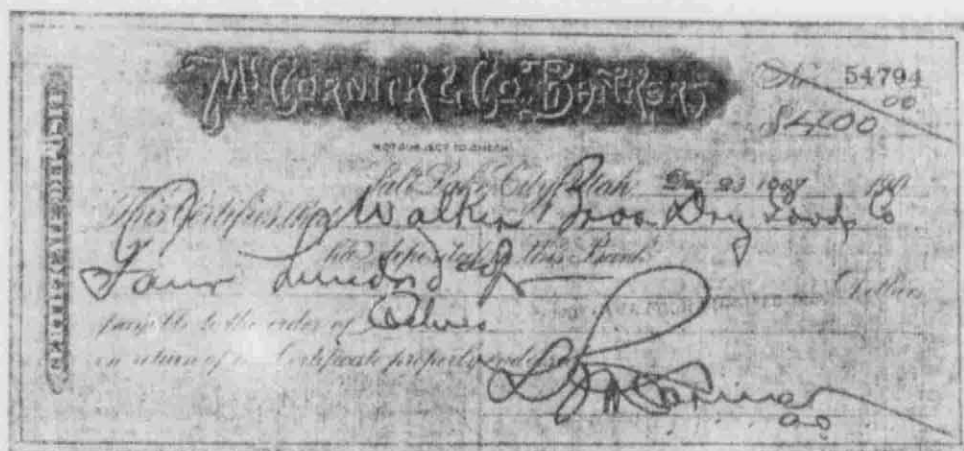 McCORNICK & Co. BANKERS
No 54794
$400 00
NOT SUBJECT TO CHECK
Salt Lake City, Utah, Dec 23 1907 190
This Certifies that Walker Bros Dry Goods Co
has deposited in this Bank
Four Hundred Dollars
payable to the order of
on return of this Certificate properly endorsed